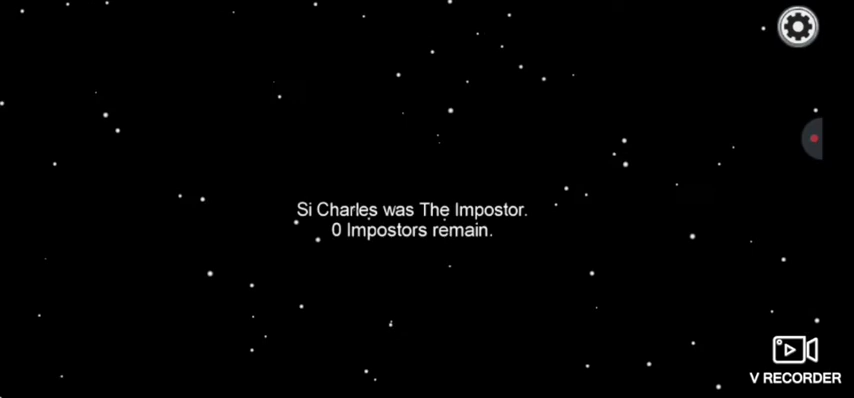 Si Charles was The Impostor.
0 Impostors remain.
V RECORDER